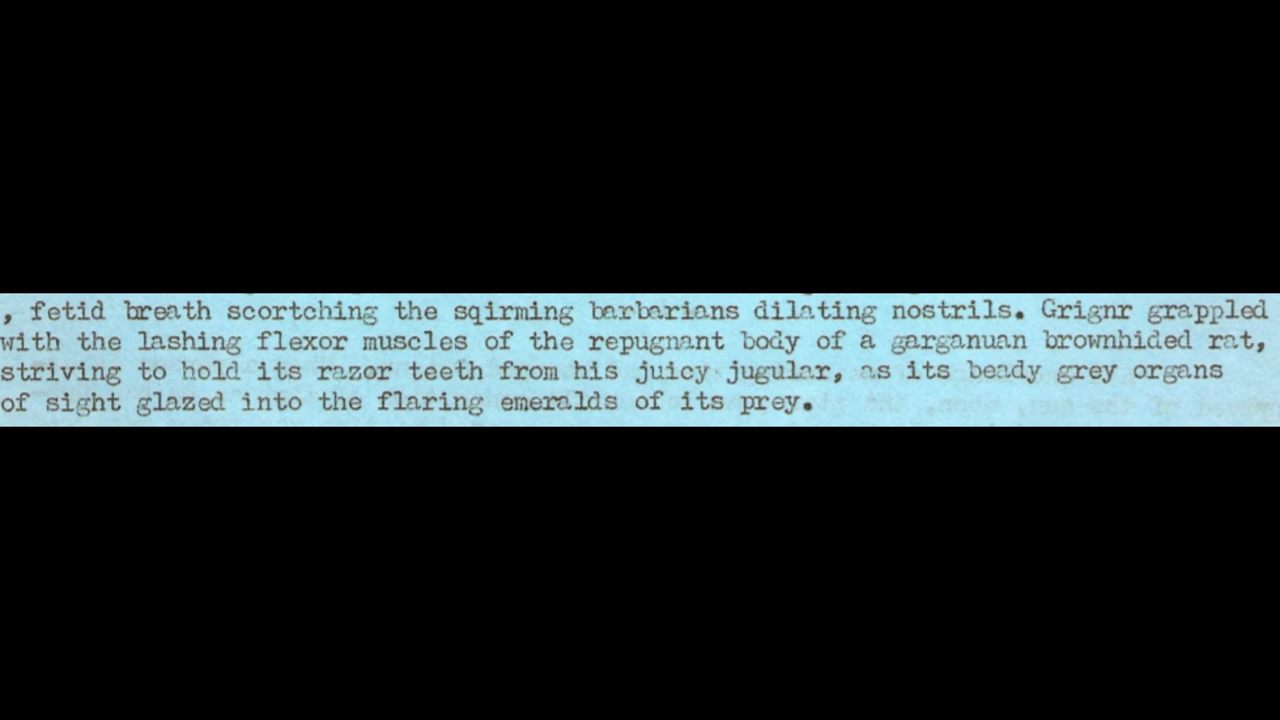 , fetid breath scortching the sqirming barbarians dilating nostrils. Grignr grappled
with the lashing flexor muscles of the repugnant body of a garganuan brownhided rat,
striving to hold its razor teeth from his juicy jugular, as its beady grey organs
of sight glazed into the flaring emeralds of its prey.